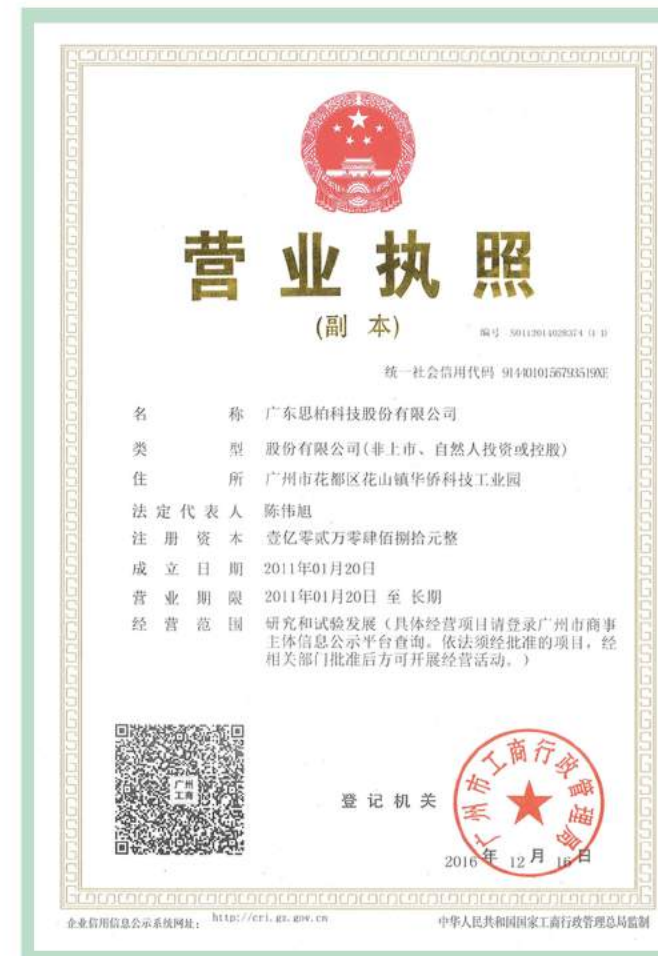 营业执照
(副 本)
编号 S0112014028374 (1-1)
统一社会信用代码 91440101567935199XE
名 称 广东思柏科技股份有限公司
类 型 股份有限公司(非上市、自然人投资或控股)
住 所 广州市花都区花山镇华侨科技工业园
法定代表人 陈伟旭
注册资本 壹亿零贰万零肆佰捌拾元整
成立日期 2011年01月20日
营业期限 2011年01月20日 至 长期
经营范围 研究和试验发展（具体经营项目请登录广州市商事
主体信息公示平台查询。依法须经批准的项目，经
相关部门批准后方可开展经营活动。）
广州
工商
登记机关
广州市工商行政管理局
2016年 12月 16日
企业信用信息公示系统网址： http://cri.gz.gov.cn
中华人民共和国国家工商行政管理总局监制